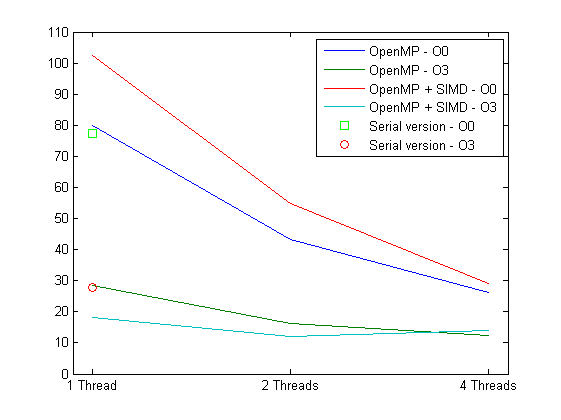 110
100
90
80
70
60
50
40
30
20
10
0
OpenMP - O0
OpenMP - O3
OpenMP + SIMD - O0
OpenMP + SIMD - O3
Serial version - O0
Serial version - O3
1 Thread 2 Threads 4 Threads